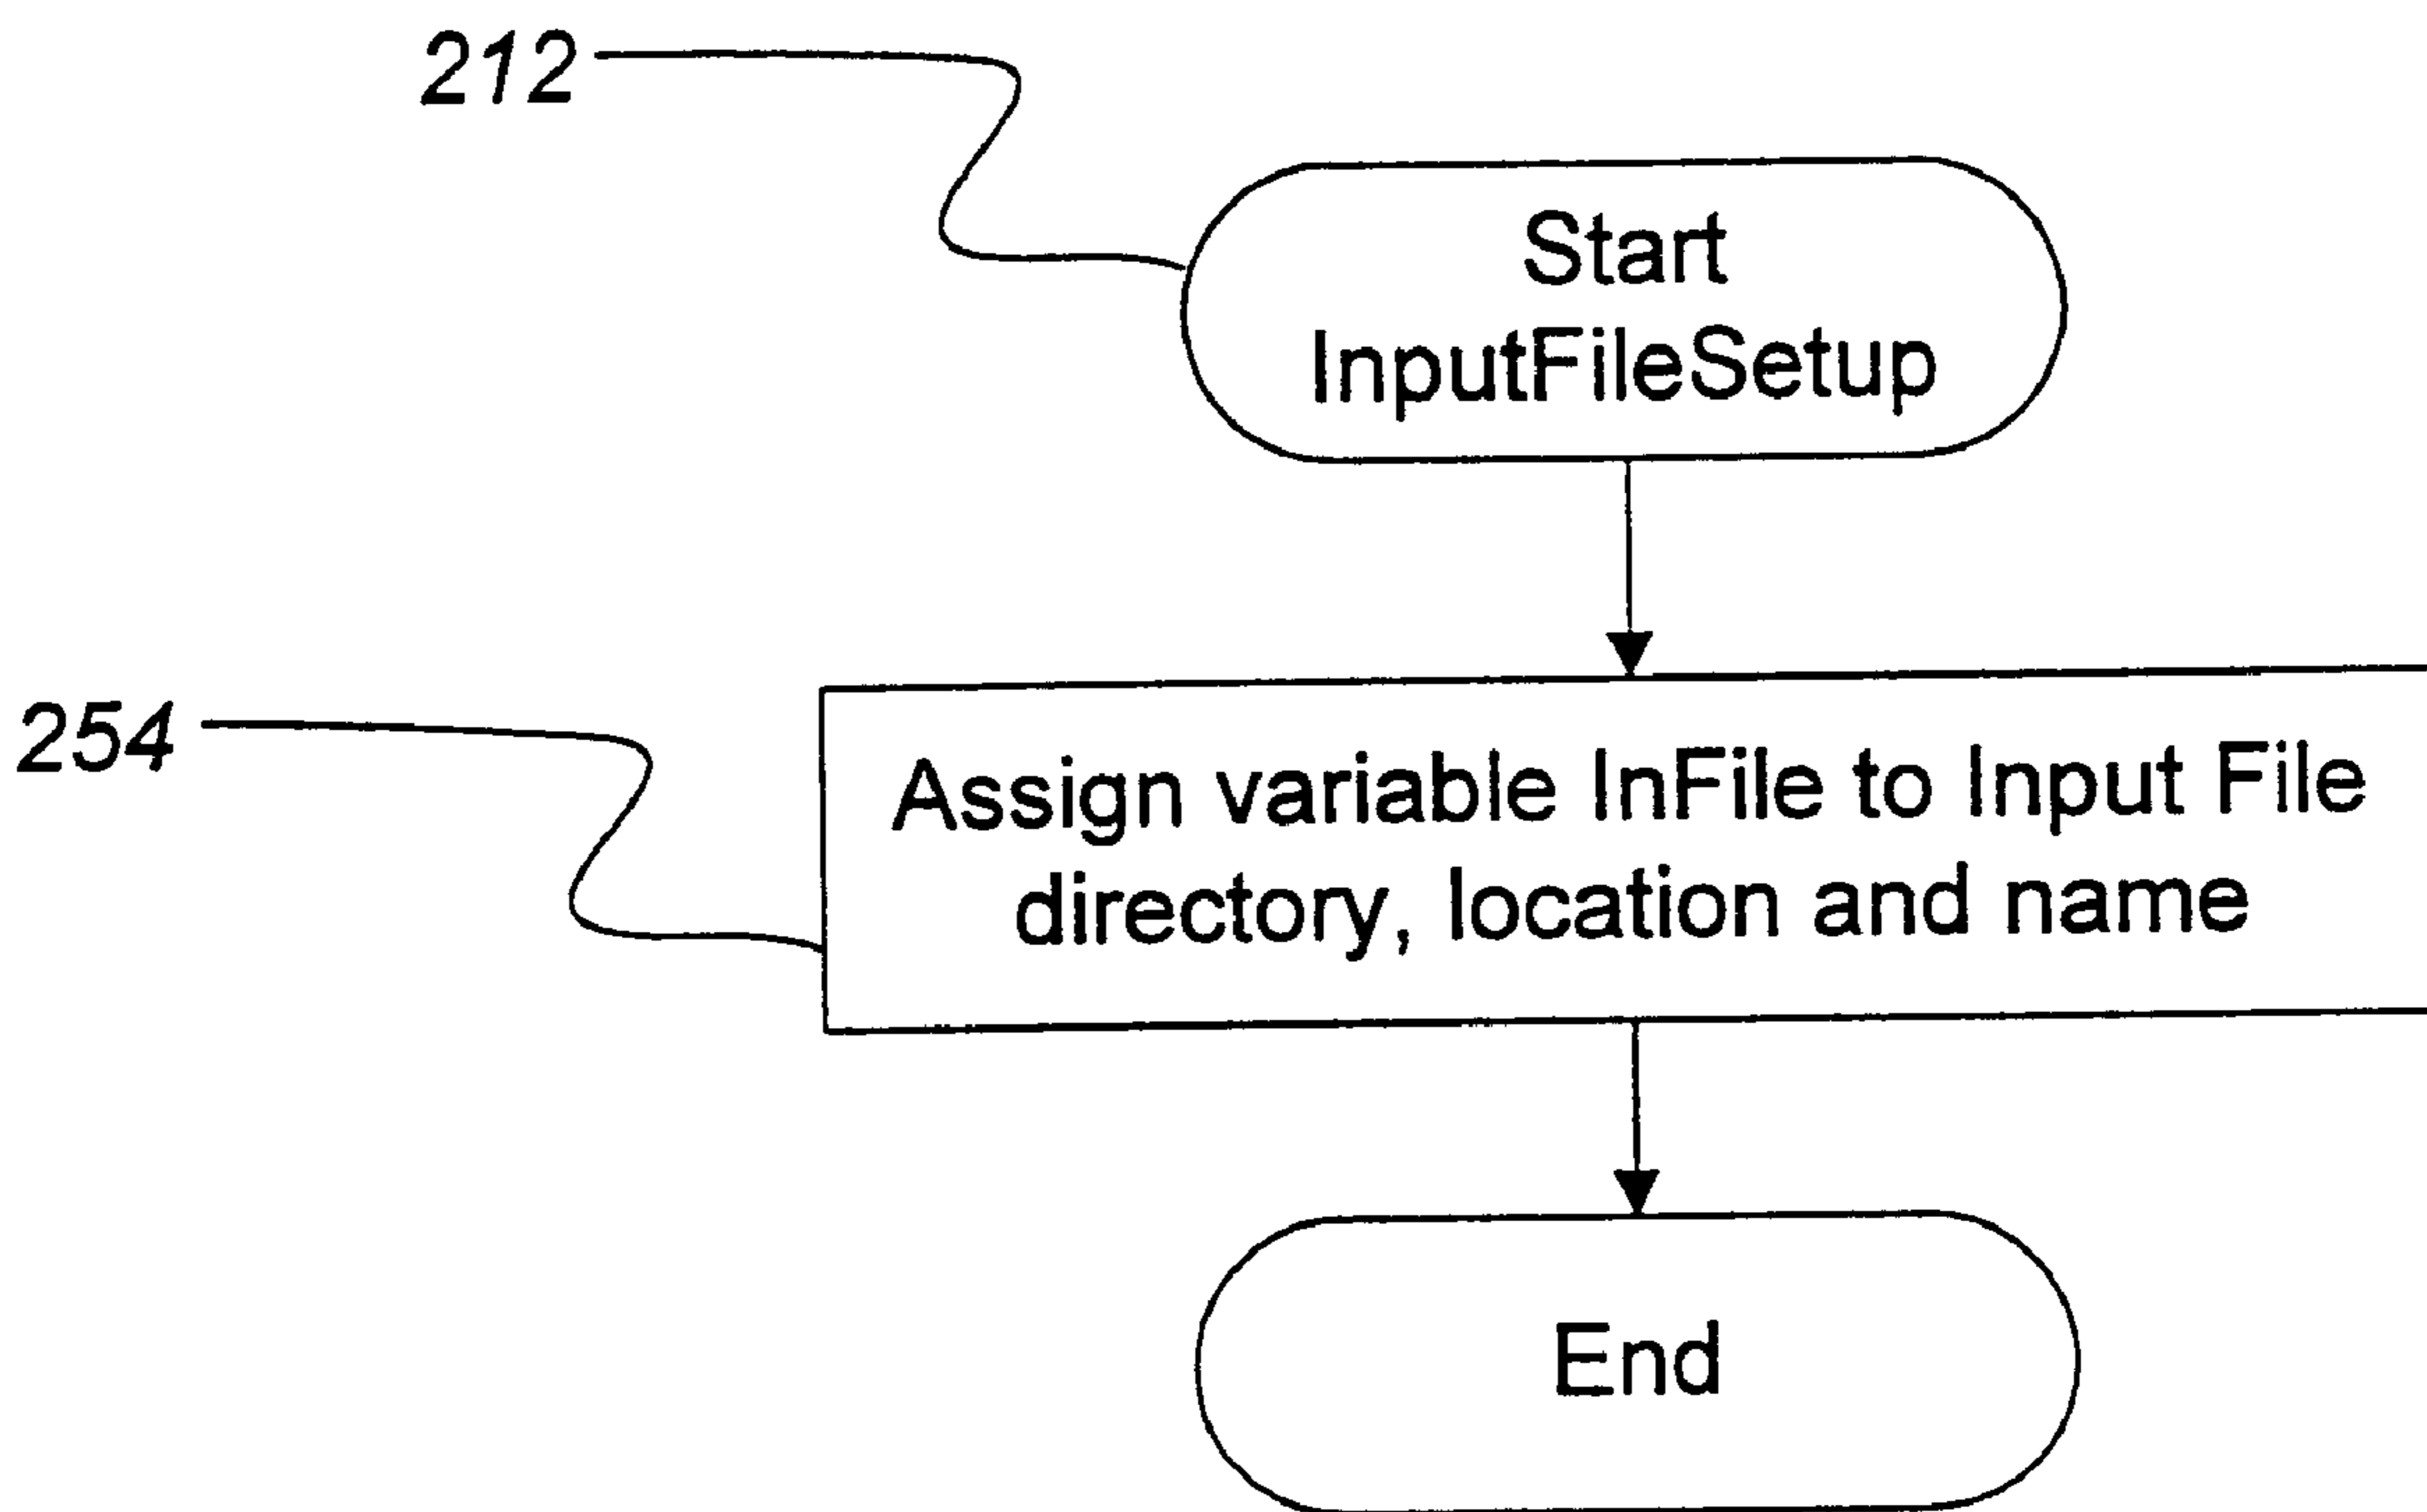 212
Start
InputFileSetup
254
Assign variable InFile to Input File
directory, location and name
End